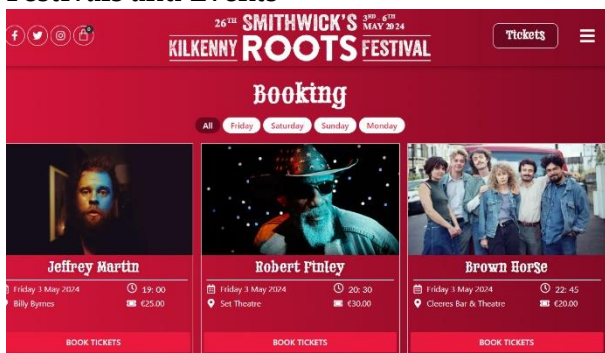 26TH SMITHWICK'S 3RD - 6TH MAY 2024
KILKENNY ROOTS FESTIVAL
Tickets
Booking
All Friday Saturday Sunday Monday
Jeffrey Martin
Friday 3 May 2024 19: 00
Billy Byrnes €25.00
BOOK TICKETS
Robert Finley
Friday 3 May 2024 20: 30
Set Theatre €30.00
BOOK TICKETS
Brown Horse
Friday 3 May 2024 22: 45
Cleeres Bar & Theatre €20.00
BOOK TICKETS